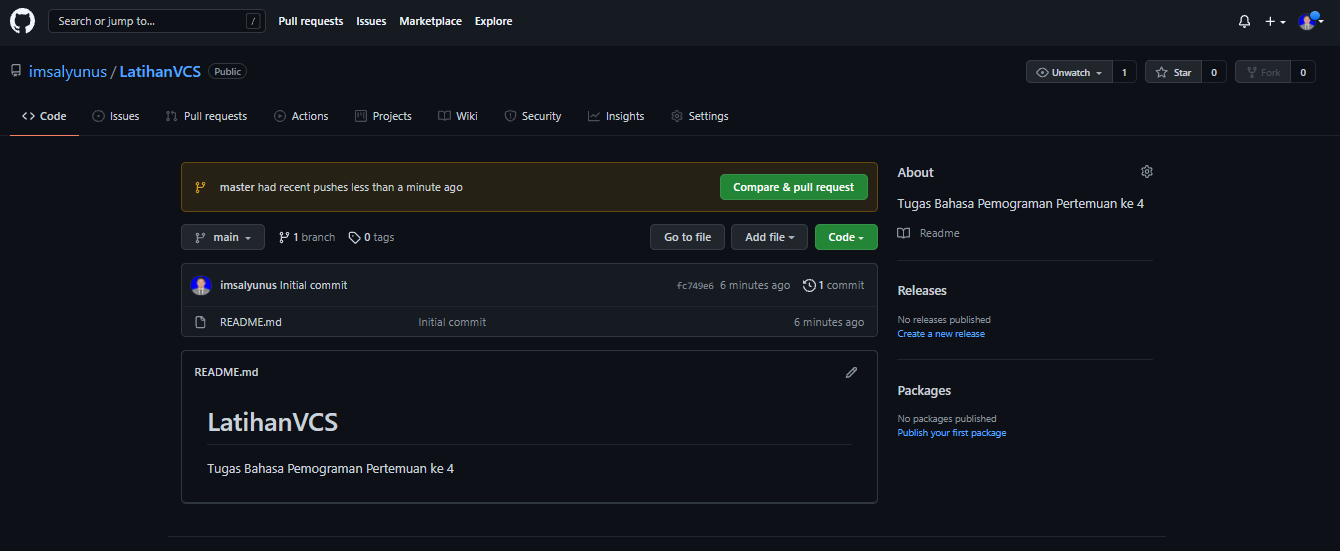 Search or jump to... /
Pull requests Issues Marketplace Explore
imsalyunus / LatihanVCS Public
Unwatch 1 Star 0 Fork 0
Code Issues Pull requests Actions Projects Wiki Security Insights Settings
master had recent pushes less than a minute ago Compare & pull request
main 1 branch 0 tags Go to file Add file Code
imsalyunus Initial commit fc749e6 6 minutes ago 1 commit
README.md Initial commit 6 minutes ago
README.md
LatihanVCS
Tugas Bahasa Pemograman Pertemuan ke 4
About
Tugas Bahasa Pemograman Pertemuan ke 4
Readme
Releases
No releases published
Create a new release
Packages
No packages published
Publish your first package